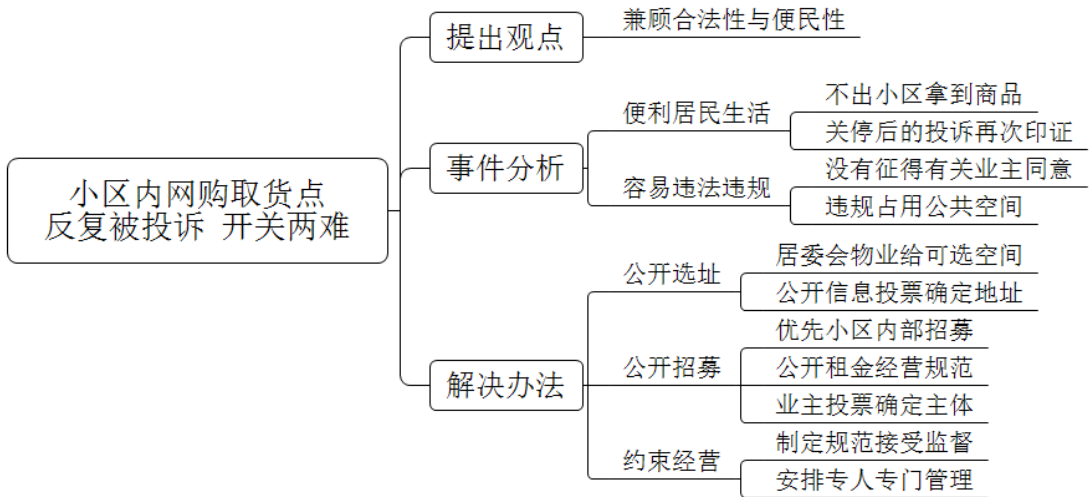 小区内网购取货点
反复被投诉 开关两难
提出观点
兼顾合法性与便民性
事件分析
便利居民生活
不出小区拿到商品
关停后的投诉再次印证
容易违法违规
没有征得有关业主同意
违规占用公共空间
解决办法
公开选址
居委会物业给可选空间
公开信息投票确定地址
公开招募
优先小区内部招募
公开租金经营规范
业主投票确定主体
约束经营
制定规范接受监督
安排专人专门管理